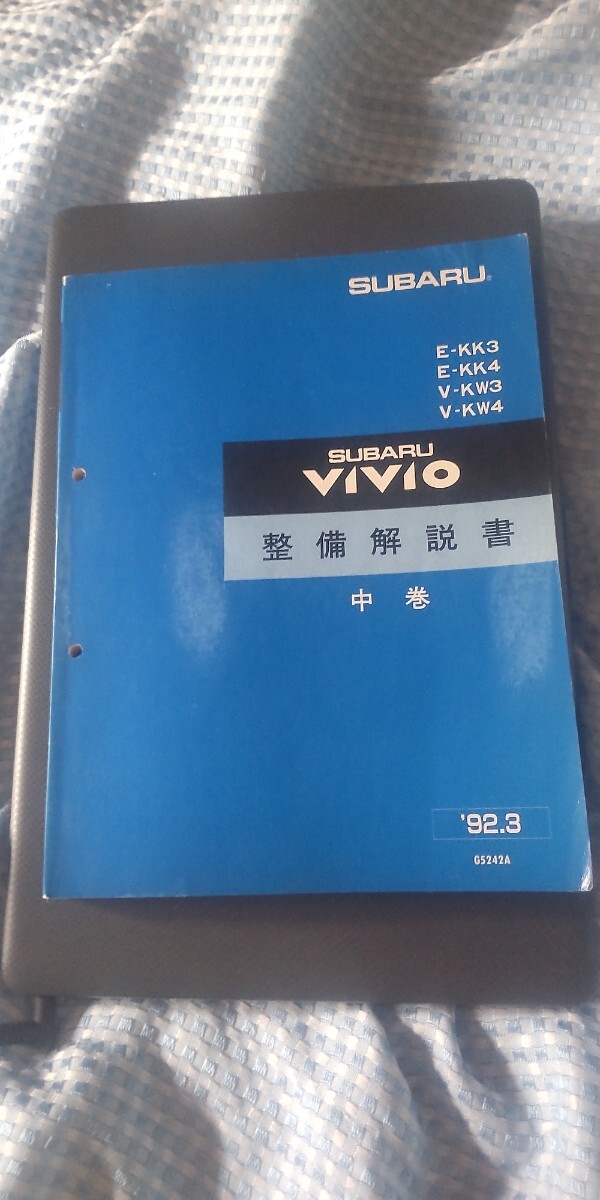 SUBARU®
E-KK3
E-KK4
V-KW3
V-KW4
SUBARU
VIVIO
整備解説書
中巻
'92.3
G5242A